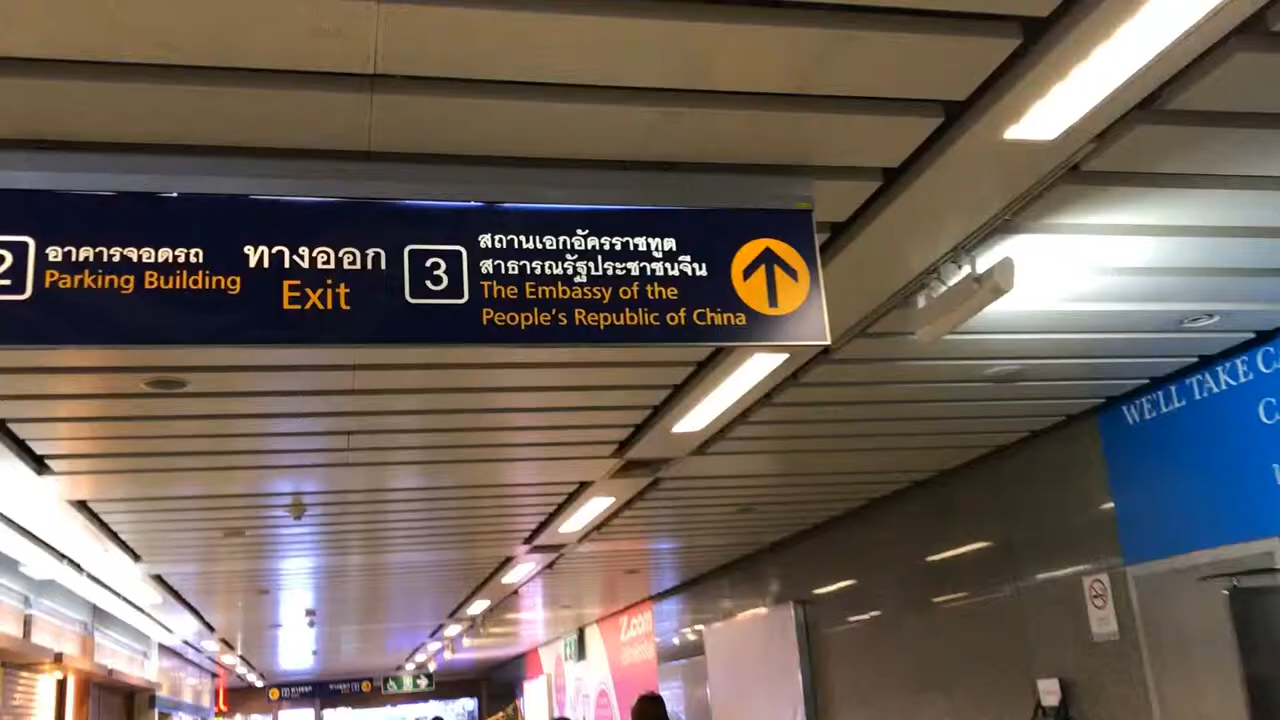 2
อาคารจอดรถ
Parking Building
ทางออก
Exit
3
สถานเอกอัครราชทูต
สาธารณรัฐประชาชนจีน
The Embassy of the
People's Republic of China
WE'LL TAKE
Z.com